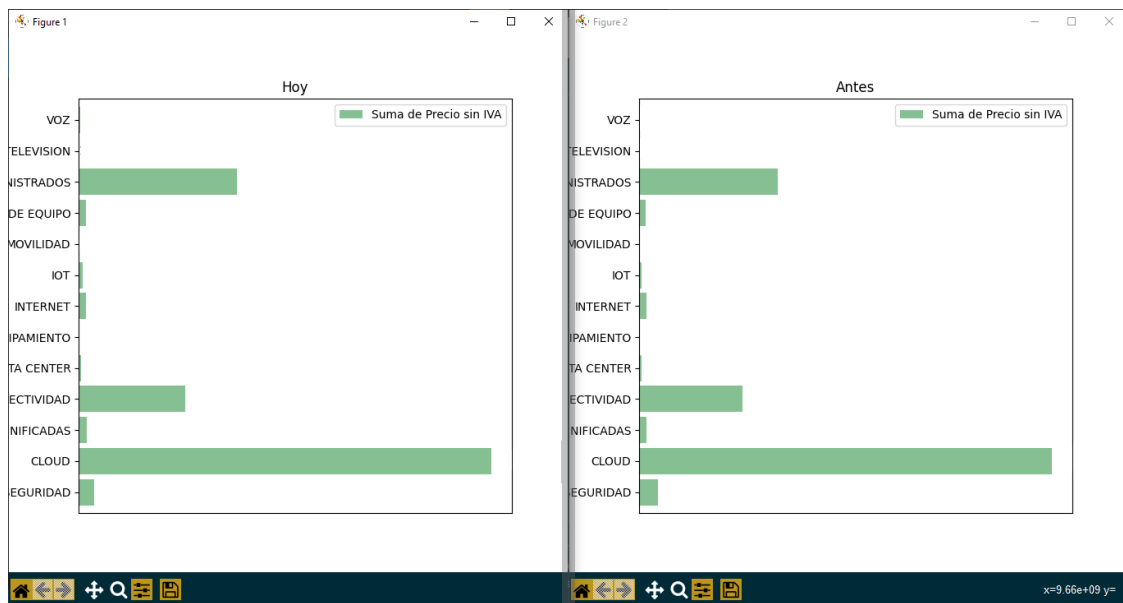 Figure 1
Hoy
Suma de Precio sin IVA
VOZ
TELEVISION
NISTRADOS
DE EQUIPO
MOVILIDAD
IOT
INTERNET
IPAMIENTO
TA CENTER
ECTIVIDAD
NIFICADAS
CLOUD
SEGURIDAD
Figure 2
Antes
Suma de Precio sin IVA
VOZ
TELEVISION
NISTRADOS
DE EQUIPO
MOVILIDAD
IOT
INTERNET
IPAMIENTO
TA CENTER
ECTIVIDAD
NIFICADAS
CLOUD
EGURIDAD
x=9.66e+09 y=